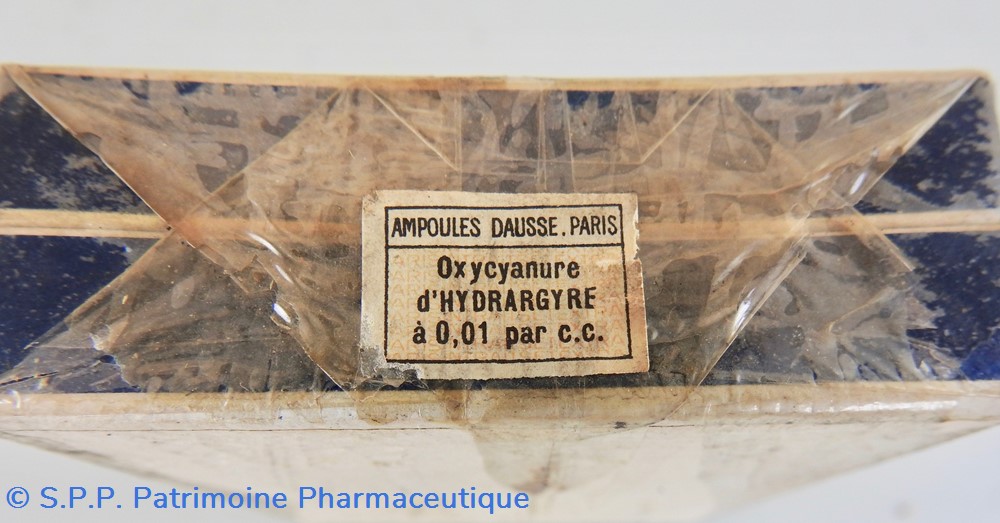 AMPOULES DAUSSE. PARIS
Oxycyanure
d'HYDRARGYRE
à 0,01 par c.c.
© S.P.P. Patrimoine Pharmaceutique